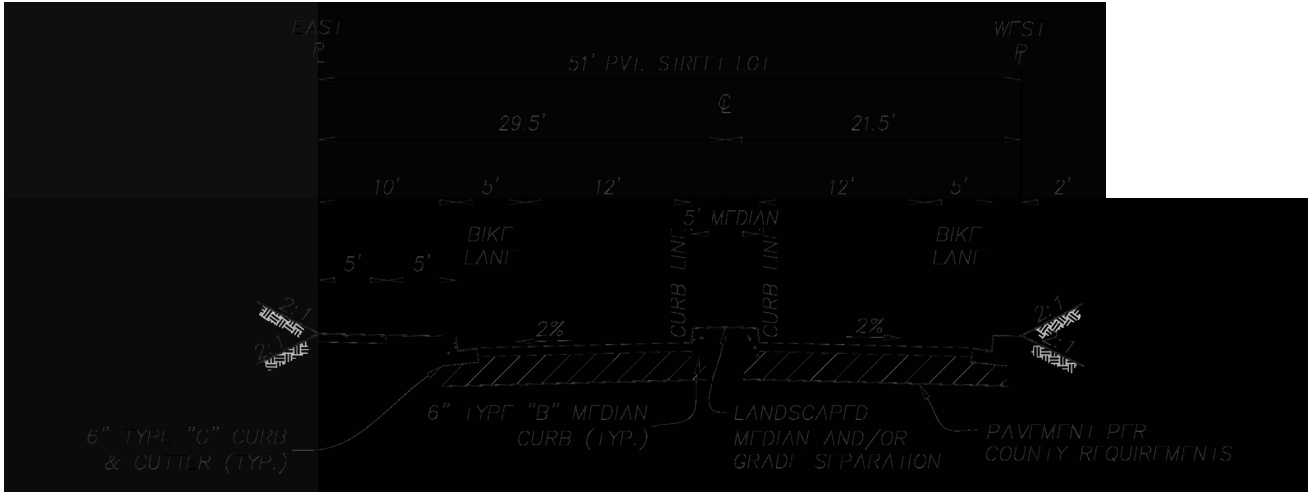 EAST
WEST
PL
PL
51' PVT. STREET LOT
CL
29.5'
21.5'
10'
5'
12'
12'
5'
2'
5' MEDIAN
BIKE
LANE
BIKE
LANE
5'
5'
CURB LINE
CURB LINE
2:1
2:1
2%
2%
2:1
2:1
6" TYPE "B" MEDIAN
CURB (TYP.)
LANDSCAPED
MEDIAN AND/OR
GRADE SEPARATION
6" TYPE "G" CURB
& GUTTER (TYP.)
PAVEMENT PER
COUNTY REQUIREMENTS